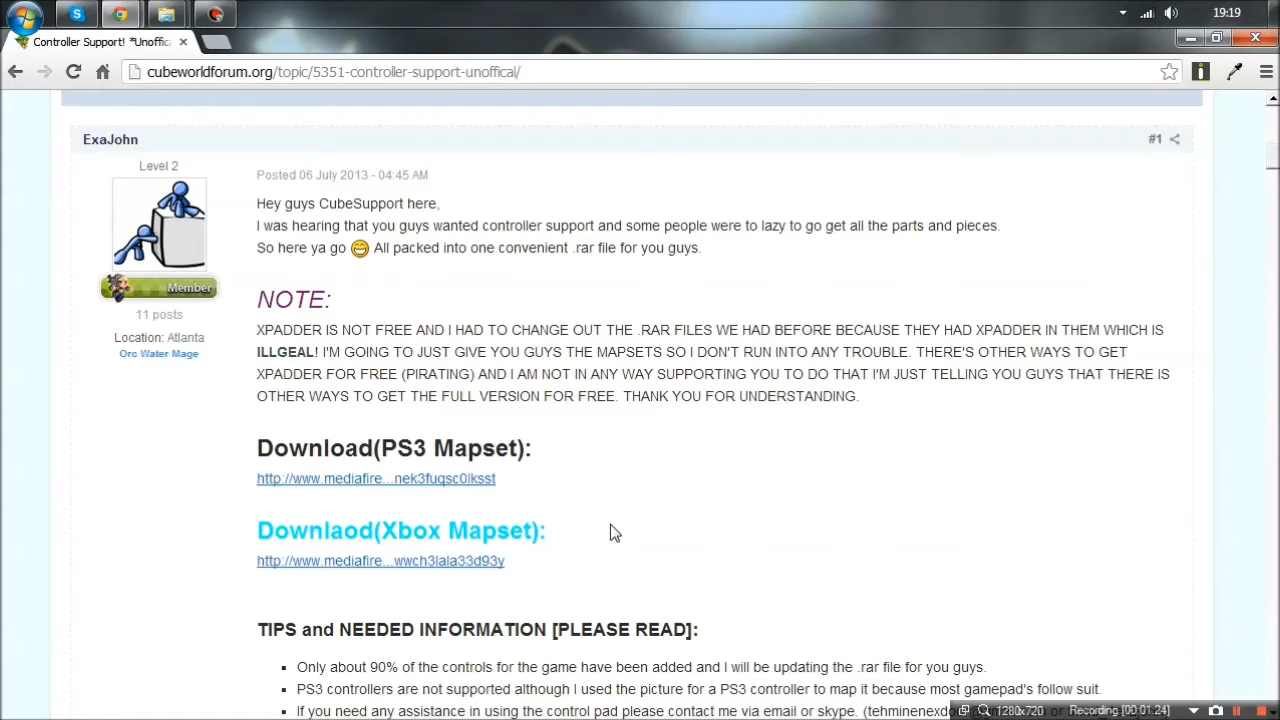 19:19
Controller Support! *Unoffic
cubeworldforum.org/topic/5351-controller-support-unoffical/
ExaJohn
#1
Level 2
Member
11 posts
Location: Atlanta
Orc Water Mage
Posted 06 July 2013 - 04:45 AM
Hey guys CubeSupport here,
I was hearing that you guys wanted controller support and some people were to lazy to go get all the parts and pieces.
So here ya go All packed into one convenient .rar file for you guys.
NOTE:
XPADDER IS NOT FREE AND I HAD TO CHANGE OUT THE .RAR FILES WE HAD BEFORE BECAUSE THEY HAD XPADDER IN THEM WHICH IS
ILLGEAL! I'M GOING TO JUST GIVE YOU GUYS THE MAPSETS SO I DON'T RUN INTO ANY TROUBLE. THERE'S OTHER WAYS TO GET
XPADDER FOR FREE (PIRATING) AND I AM NOT IN ANY WAY SUPPORTING YOU TO DO THAT I'M JUST TELLING YOU GUYS THAT THERE IS
OTHER WAYS TO GET THE FULL VERSION FOR FREE. THANK YOU FOR UNDERSTANDING.
Download(PS3 Mapset):
http://www.mediafire...nek3fuqsc0lksst
Downlaod(Xbox Mapset):
http://www.mediafire...wwch3lala33d93y
TIPS and NEEDED INFORMATION [PLEASE READ]:
Only about 90% of the controls for the game have been added and I will be updating the .rar file for you guys.
PS3 controllers are not supported although I used the picture for a PS3 controller to map it because most gamepad's follow suit.
If you need any assistance in using the control pad please contact me via email or skype.
1280x720
Recording [00:01:24]